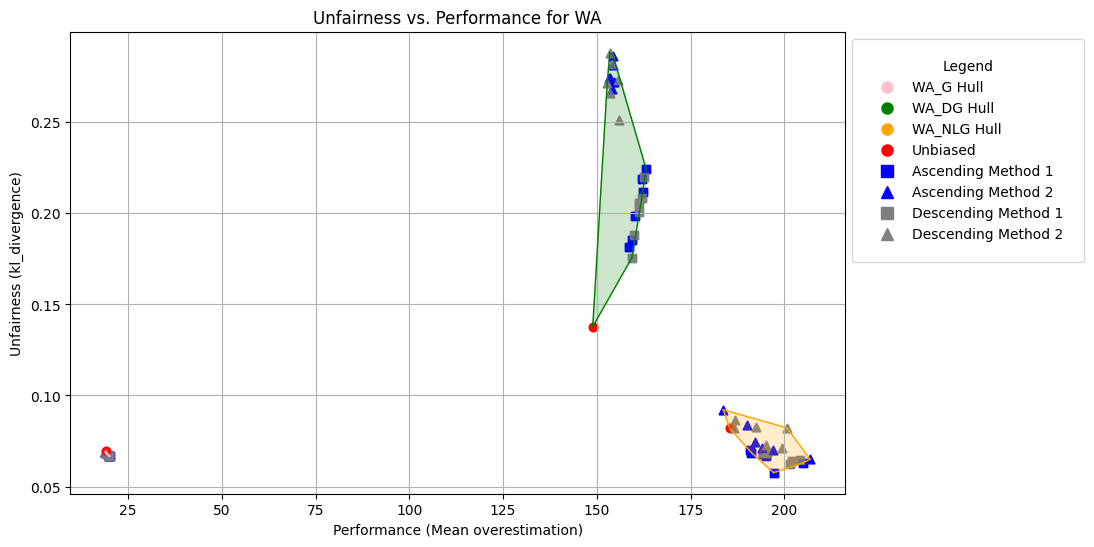 Unfairness vs. Performance for WA
Unfairness (kl_divergence)
0.25
0.20
0.15
0.10
0.05
25
50
75
100
125
150
175
200
Performance (Mean overestimation)
Legend
WA_G Hull
WA_DG Hull
WA_NLG Hull
Unbiased
Ascending Method 1
Ascending Method 2
Descending Method 1
Descending Method 2